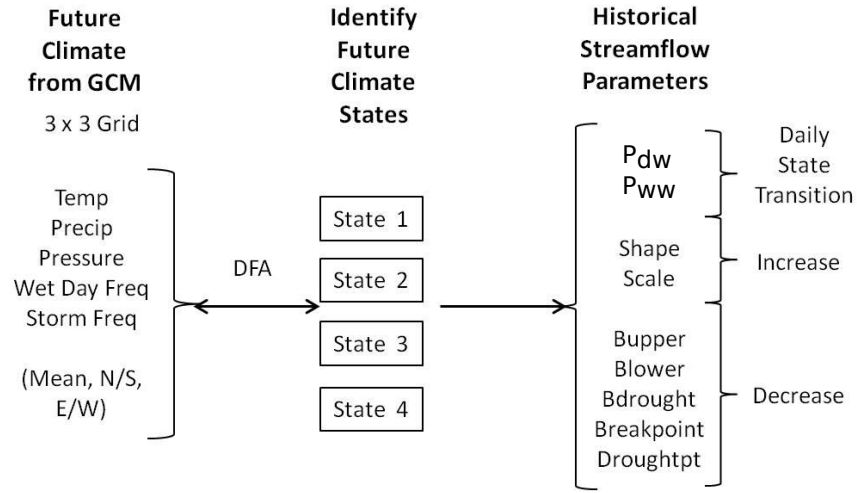 Future
Climate
from GCM
3 x 3 Grid
Temp
Precip
Pressure
Wet Day Freq
Storm Freq
(Mean, N/S,
E/W)
DFA
Identify
Future
Climate
States
State 1
State 2
State 3
State 4
Historical
Streamflow
Parameters
Pdw
Pww
Shape
Scale
Bupper
Blower
Bdrought
Breakpoint
Droughtpt
Daily
State
Transition
Increase
Decrease